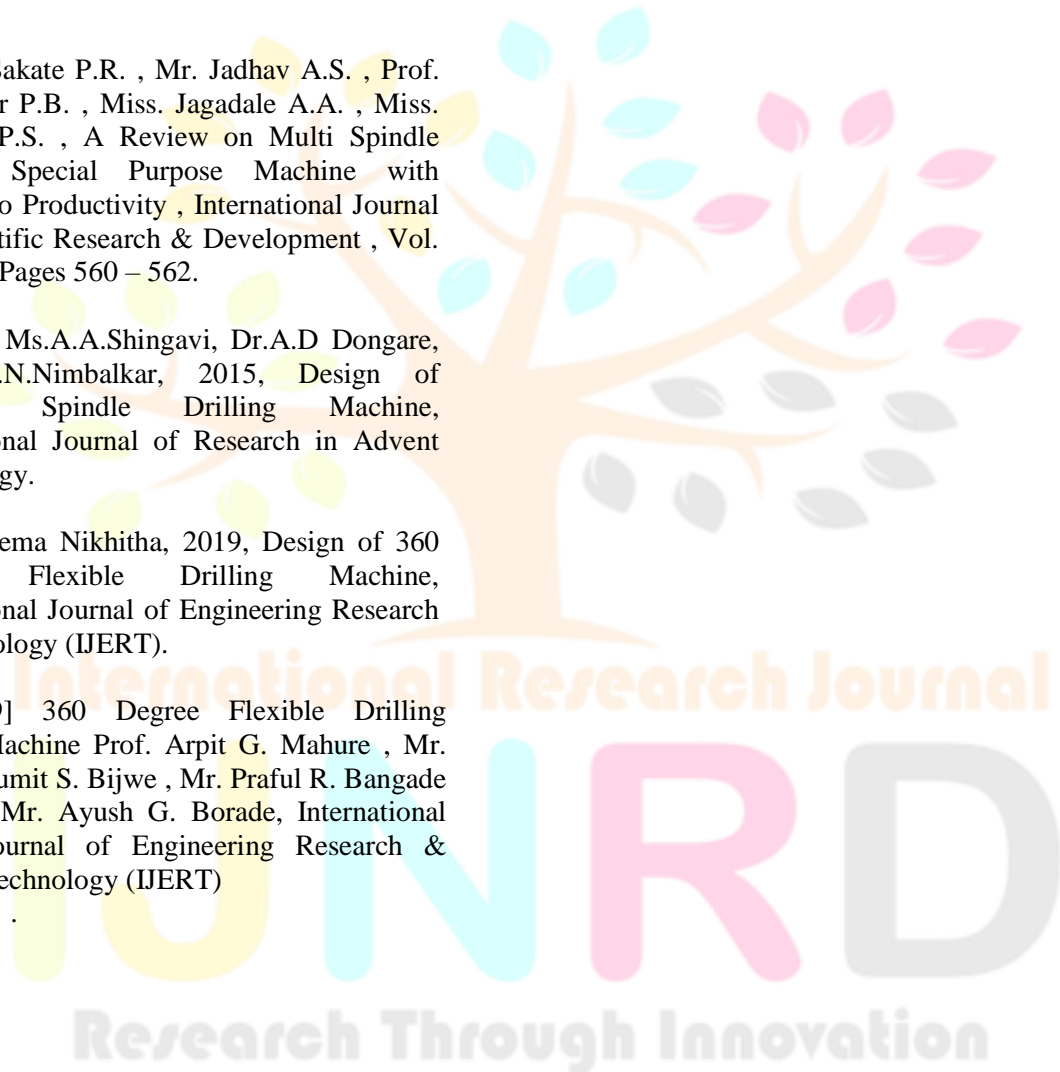 Sakate P.R. , Mr. Jadhav A.S. , Prof.
r P.B. , Miss. Jagadale A.A. , Miss.
P.S. , A Review on Multi Spindle
Special Purpose Machine with
o Productivity , International Journal
tific Research & Development , Vol.
Pages 560 – 562.
Ms.A.A.Shingavi, Dr.A.D Dongare,
.N.Nimbalkar, 2015, Design of
Spindle Drilling Machine,
onal Journal of Research in Advent
gy.
ema Nikhitha, 2019, Design of 360
Flexible Drilling Machine,
onal Journal of Engineering Research
ology (IJERT).
9] 360 Degree Flexible Drilling
Machine Prof. Arpit G. Mahure , Mr.
umit S. Bijwe , Mr. Praful R. Bangade
Mr. Ayush G. Borade, International
ournal of Engineering Research &
echnology (IJERT)
.
International Research Journal
IJNRD
Research Through Innovation